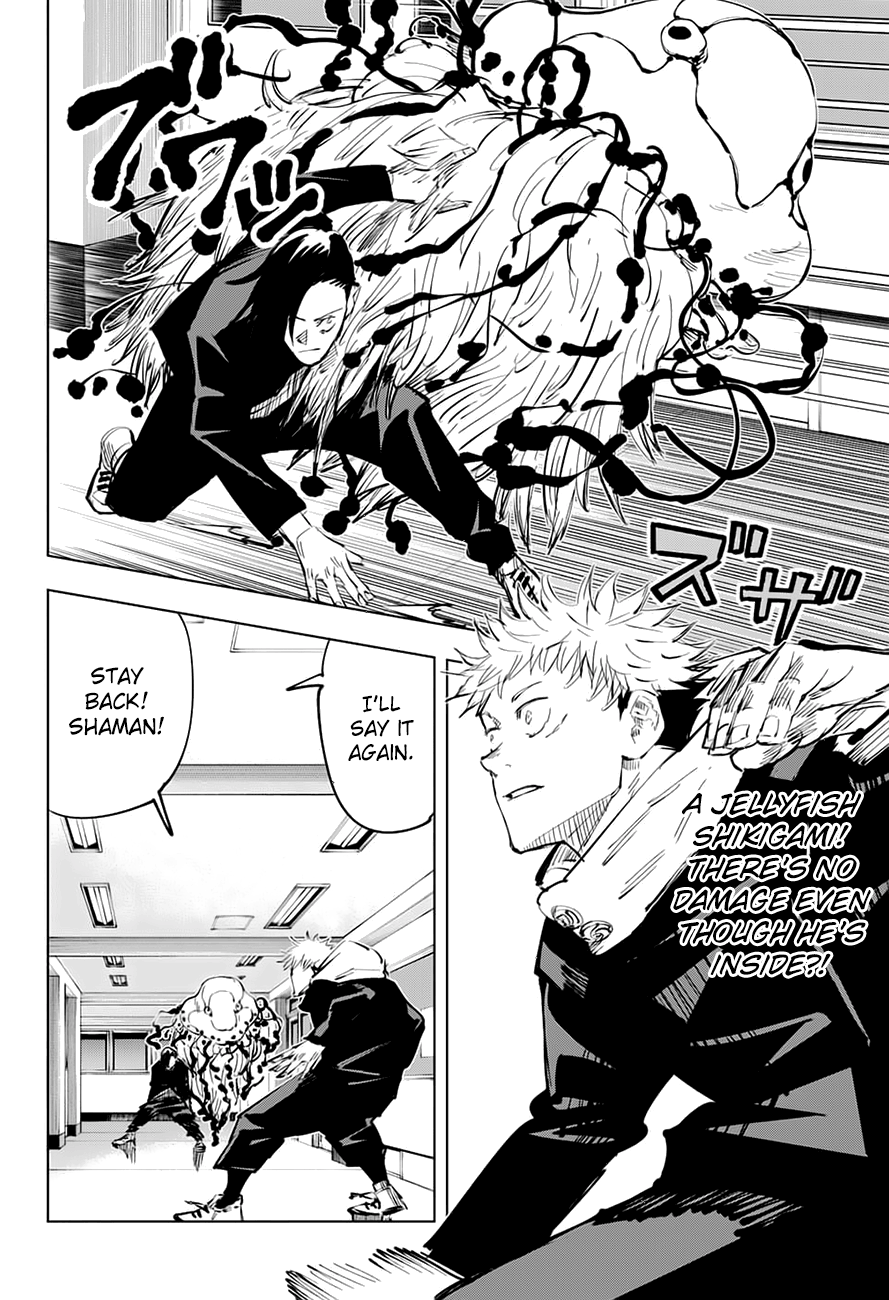 ブワッ
ズザ
A JELLYFISH
SHIKIGAMI!
THERE'S NO
DAMAGE EVEN
THOUGH HE'S
INSIDE?!
I'LL
SAY IT
AGAIN.
STAY
BACK!
SHAMAN!